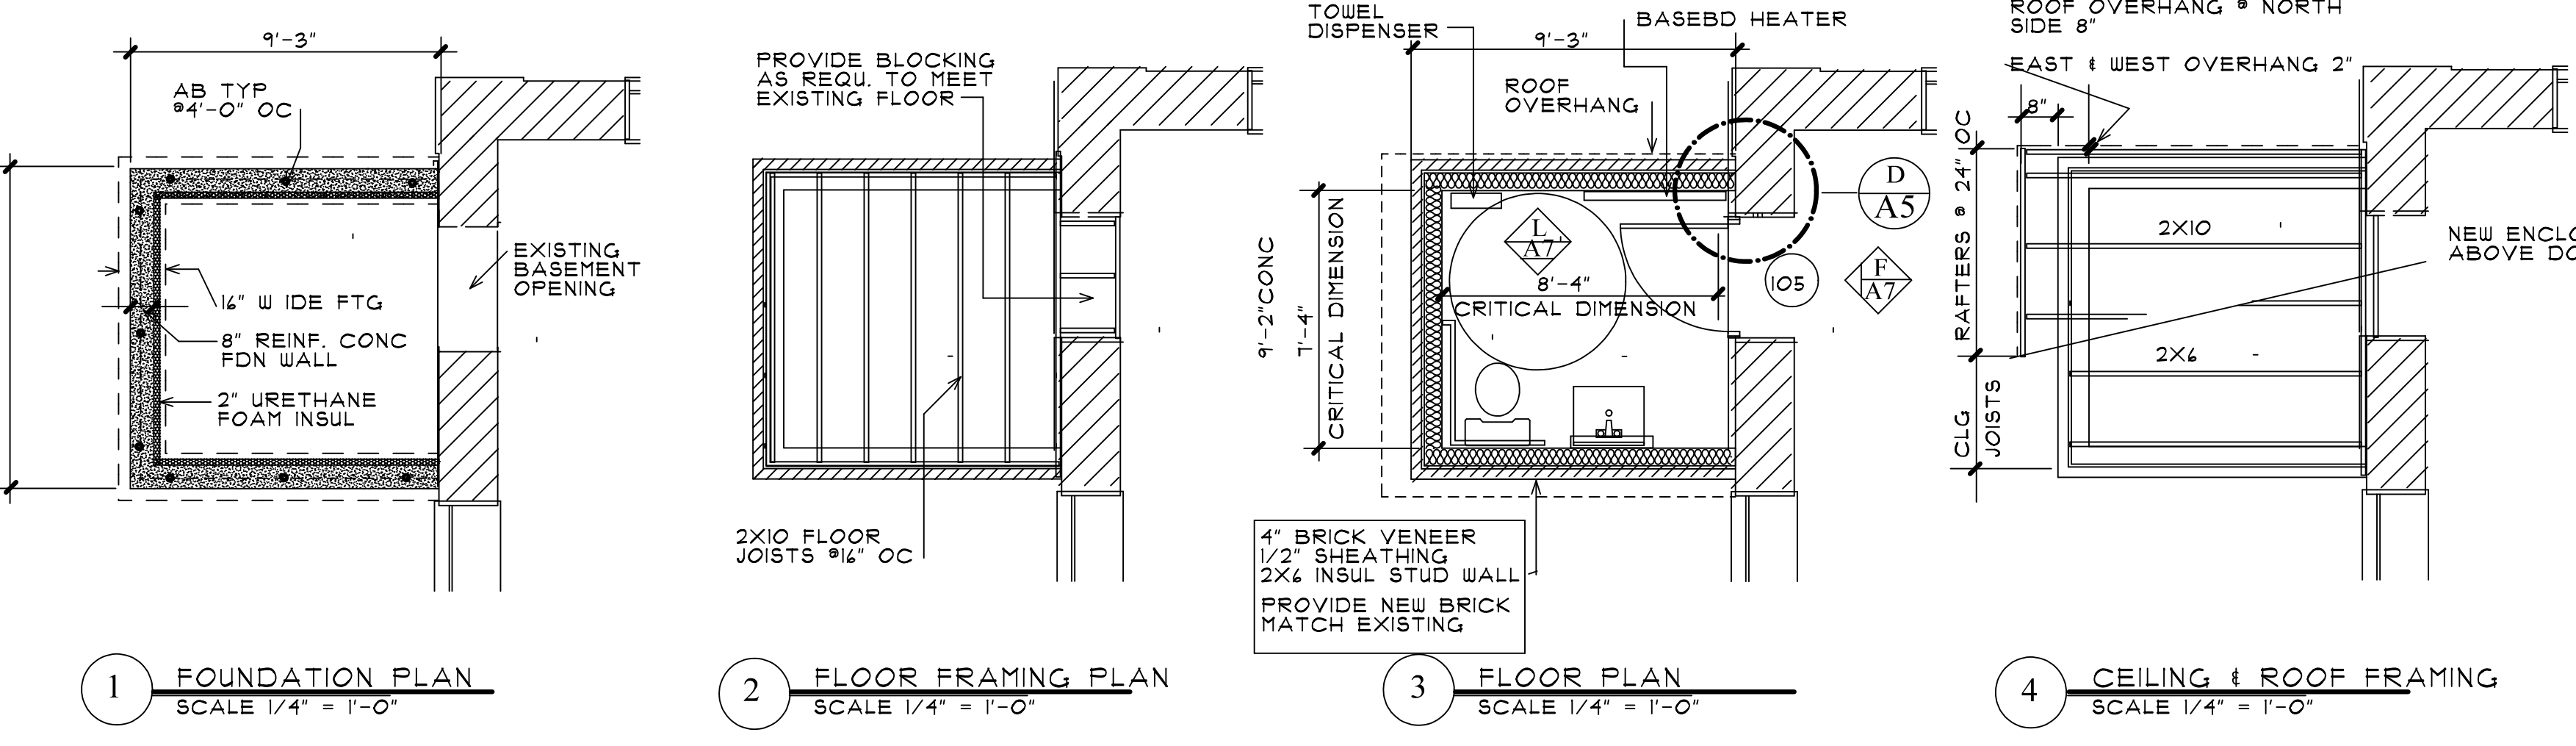 9'-3"
AB TYP
@4'-0" OC
EXISTING
BASEMENT
OPENING
16" W IDE FTG
8" REINF. CONC
FDN WALL
2" URETHANE
FOAM INSUL
1
FOUNDATION PLAN
SCALE 1/4" = 1'-0"
PROVIDE BLOCKING
AS REQU. TO MEET
EXISTING FLOOR
2X10 FLOOR
JOISTS @16" OC
2
FLOOR FRAMING PLAN
SCALE 1/4" = 1'-0"
TOWEL
DISPENSER
BASEBD HEATER
9'-3"
ROOF
OVERHANG
D
A5
L
A7
F
A7
105
8'-4"
CRITICAL DIMENSION
9'-2"CONC
7'-4"
CRITICAL DIMENSION
4" BRICK VENEER
1/2" SHEATHING
2X6 INSUL STUD WALL
PROVIDE NEW BRICK
MATCH EXISTING
3
FLOOR PLAN
SCALE 1/4" = 1'-0"
ROOF OVERHANG @ NORTH
SIDE 8"
EAST & WEST OVERHANG 2"
8"
RAFTERS @ 24" OC
2X10
2X6
CLG
JOISTS
NEW ENCLO
ABOVE DO
4
CEILING & ROOF FRAMING
SCALE 1/4" = 1'-0"